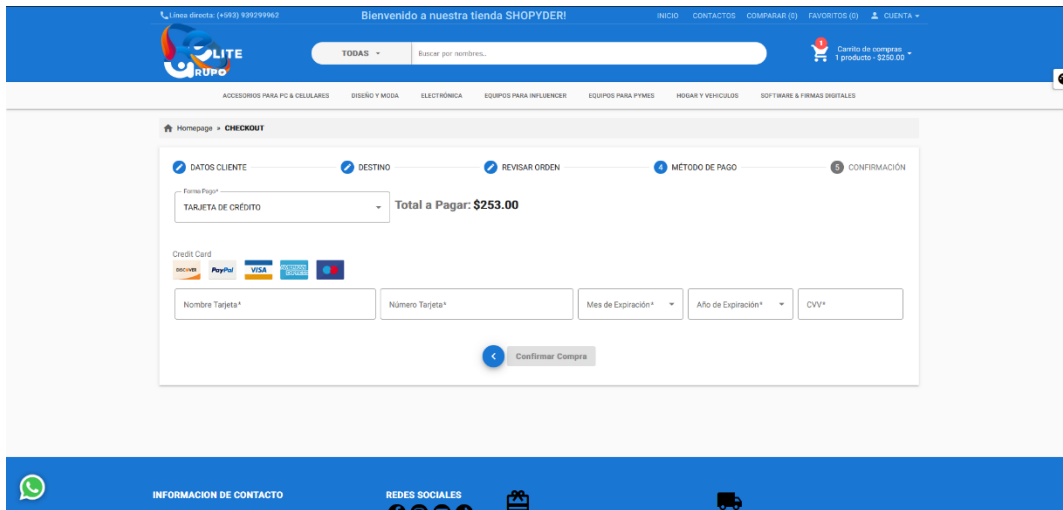 Línea directa: (+593) 939299962
Bienvenido a nuestra tienda SHOPYDER!
INICIO CONTACTOS COMPARAR (0) FAVORITOS (0) CUENTA
ELITE
GRUPO
TODAS
Buscar por nombres..
1
Carrito de compras
1 producto - $250.00
ACCESORIOS PARA PC & CELULARES DISEÑO Y MODA ELECTRÓNICA EQUIPOS PARA INFLUENCER EQUIPOS PARA PYMES HOGAR Y VEHICULOS SOFTWARE & FIRMAS DIGITALES
Homepage » CHECKOUT
DATOS CLIENTE DESTINO REVISAR ORDEN 4 MÉTODO DE PAGO 5 CONFIRMACIÓN
Forma Pago*
TARJETA DE CRÉDITO
Total a Pagar: $253.00
Credit Card
DISCOVER PayPal VISA AMERICAN EXPRESS
Nombre Tarjeta* Número Tarjeta* Mes de Expiración* Año de Expiración* CVV*
Confirmar Compra
INFORMACION DE CONTACTO REDES SOCIALES